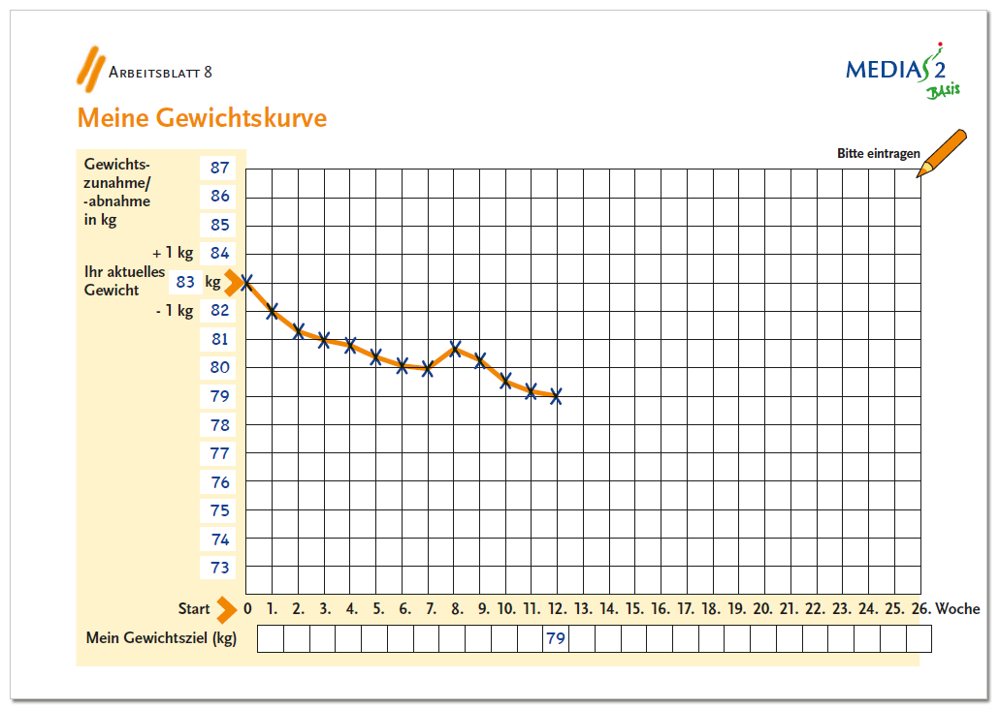 Arbeitsblatt 8
MEDIAS 2
BASiS
Meine Gewichtskurve
Bitte eintragen
Gewichts-
zunahme/
-abnahme
in kg
87
86
85
+ 1 kg 84
Ihr aktuelles
Gewicht 83 kg
- 1 kg 82
81
80
79
78
77
76
75
74
73
Start 0 1. 2. 3. 4. 5. 6. 7. 8. 9. 10. 11. 12. 13. 14. 15. 16. 17. 18. 19. 20. 21. 22. 23. 24. 25. 26. Woche
Mein Gewichtsziel (kg) 79